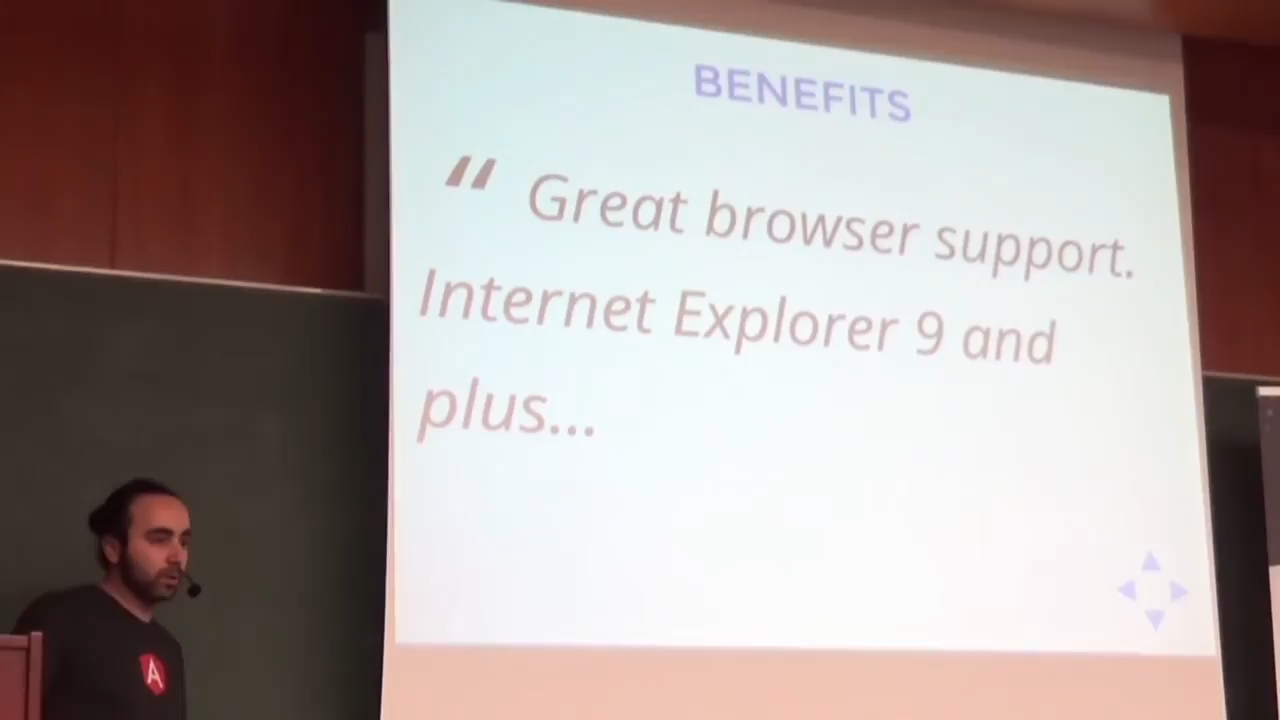 BENEFITS
“ Great browser support.
Internet Explorer 9 and
plus...
A